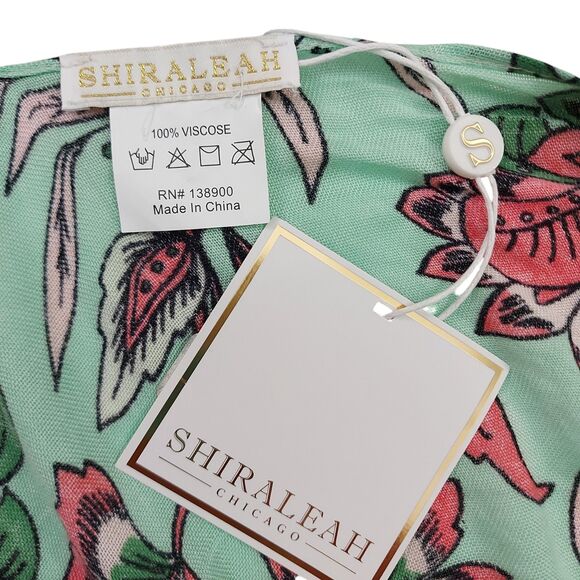 SHIRALEAH
CHICAGO
100% VISCOSE
RN# 138900
Made In China
S
SHIRALEAH
CHICAGO